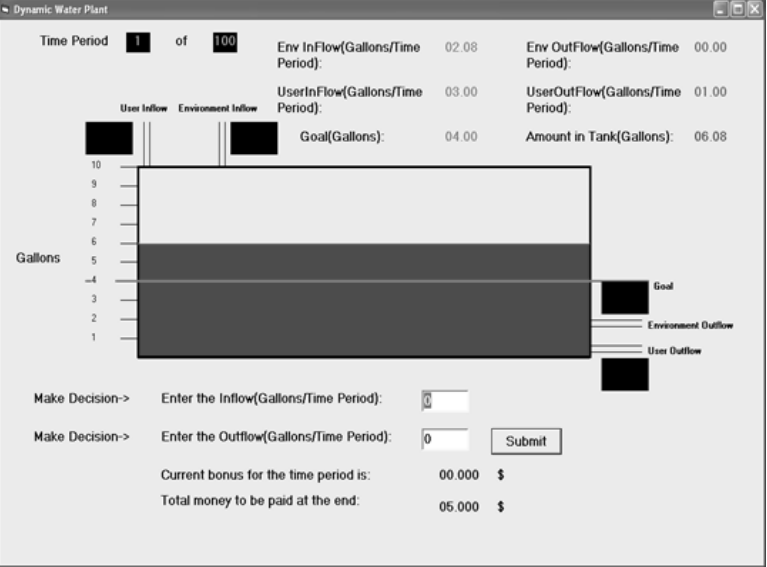 Dynamic Water Plant
Time Period 1 of 100
Env InFlow(Gallons/Time Period): 02.08
Env OutFlow(Gallons/Time Period): 00.00
UserInFlow(Gallons/Time Period): 03.00
UserOutFlow(Gallons/Time Period): 01.00
User Inflow
Environment Inflow
Goal(Gallons): 04.00
Amount in Tank(Gallons): 06.08
10
9
8
7
6
Gallons
5
4
3
2
1
Goal
Environment Outflow
User Outflow
Make Decision-> Enter the Inflow(Gallons/Time Period): 0
Make Decision-> Enter the Outflow(Gallons/Time Period): 0
Submit
Current bonus for the time period is: 00.000 $
Total money to be paid at the end: 05.000 $